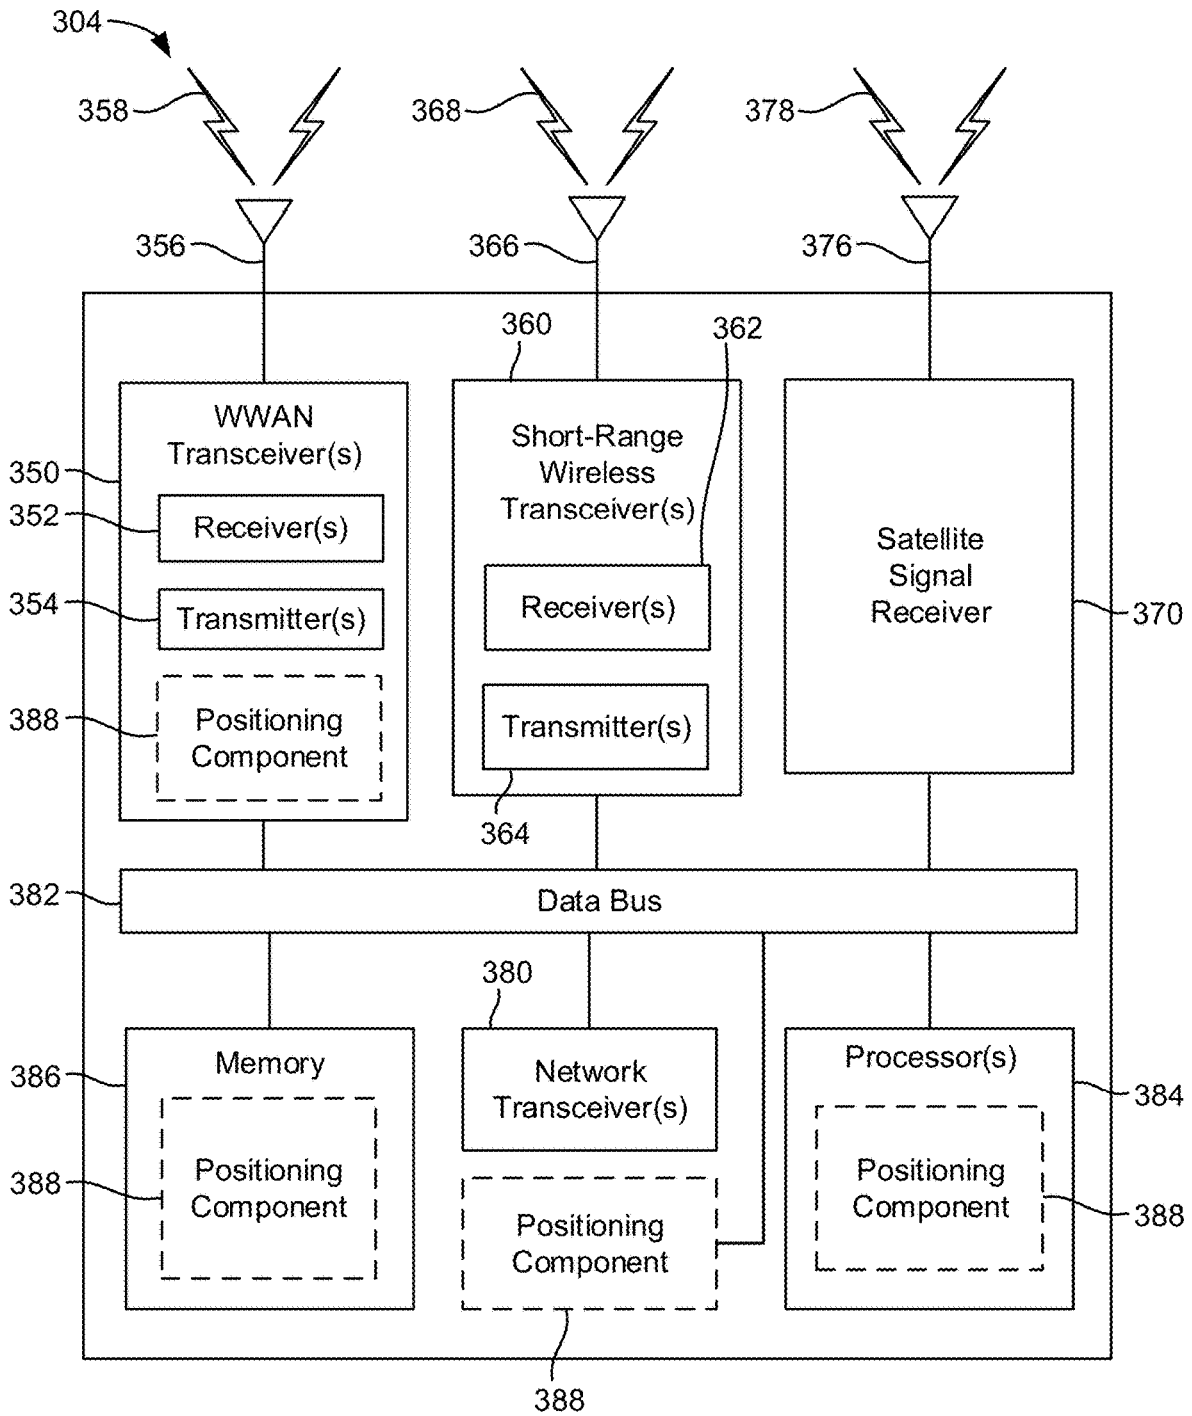 304
358
368
378
356
366
376
360
362
WWAN
Transceiver(s)
350
352
Receiver(s)
354
Transmitter(s)
388
Positioning
Component
Short-Range
Wireless
Transceiver(s)
Receiver(s)
Transmitter(s)
364
Satellite
Signal
Receiver
370
382
Data Bus
380
386
Memory
388
Positioning
Component
Network
Transceiver(s)
Positioning
Component
388
Processor(s)
384
Positioning
Component
388